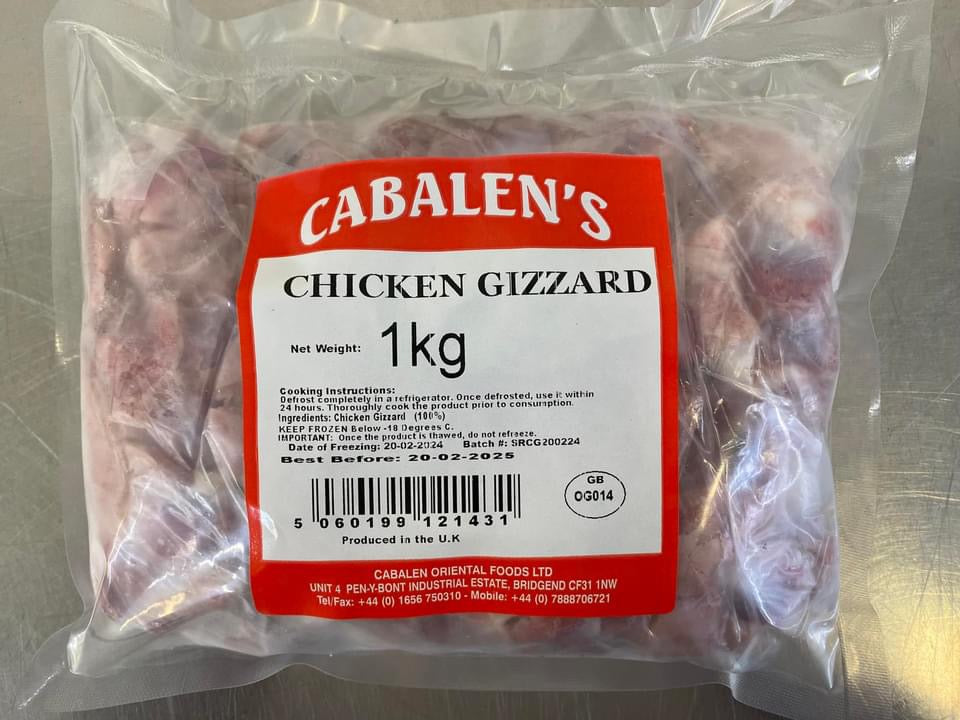 CABALEN'S
CHICKEN GIZZARD
Net Weight: 1kg
Cooking Instructions:
Defrost completely in a refrigerator. Once defrosted, use it within
24 hours. Thoroughly cook the product prior to consumption.
Ingredients: Chicken Gizzard (100%)
KEEP FROZEN Below -18 Degrees C.
IMPORTANT: Once the product is thawed, do not refreeze.
Date of Freezing: 20-02-2024 Batch #: SRCG200224
Best Before: 20-02-2025
GB
OG014
5 060199 121431
Produced in the U.K
CABALEN ORIENTAL FOODS LTD
UNIT 4 PEN-Y-BONT INDUSTRIAL ESTATE, BRIDGEND CF31 1NW
Tel/Fax: +44 (0) 1656 750310 - Mobile: +44 (0) 7888706721